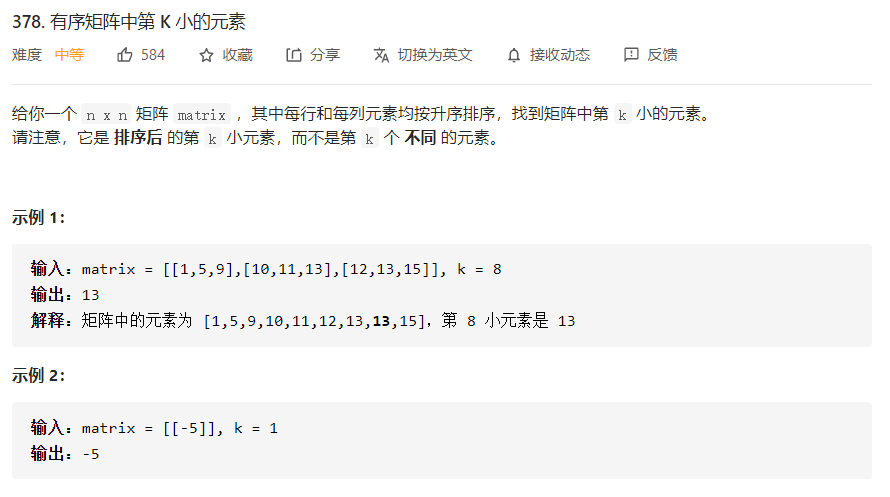 378. 有序矩阵中第 K 小的元素
难度 中等 584 收藏 分享 切换为英文 接收动态 反馈
给你一个 n x n 矩阵 matrix ，其中每行和每列元素均按升序排序，找到矩阵中第 k 小的元素。
请注意，它是 排序后 的第 k 小元素，而不是第 k 个 不同 的元素。
示例 1：
输入：matrix = [[1,5,9],[10,11,13],[12,13,15]], k = 8
输出：13
解释：矩阵中的元素为 [1,5,9,10,11,12,13,13,15]，第 8 小元素是 13
示例 2：
输入：matrix = [[-5]], k = 1
输出：-5